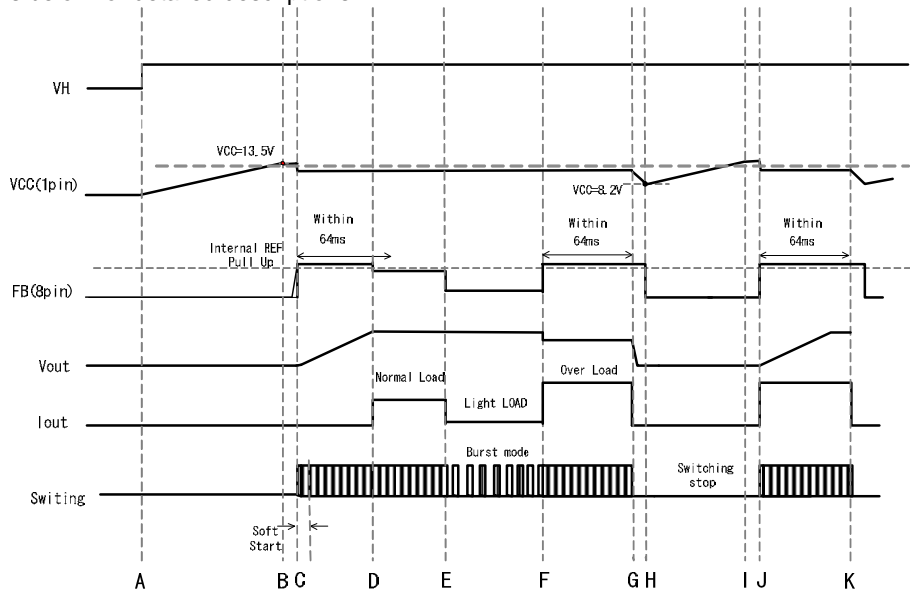 VH
VCC=13.5V
VCC(1pin)
VCC=8.2V
Within
64ms
Within
64ms
Within
64ms
Internal REF
Pull Up
FB(8pin)
Vout
Normal Load
Over Load
Light LOAD
Iout
Burst mode
Switching
stop
Switing
Soft
Start
A B C D E F G H I J K